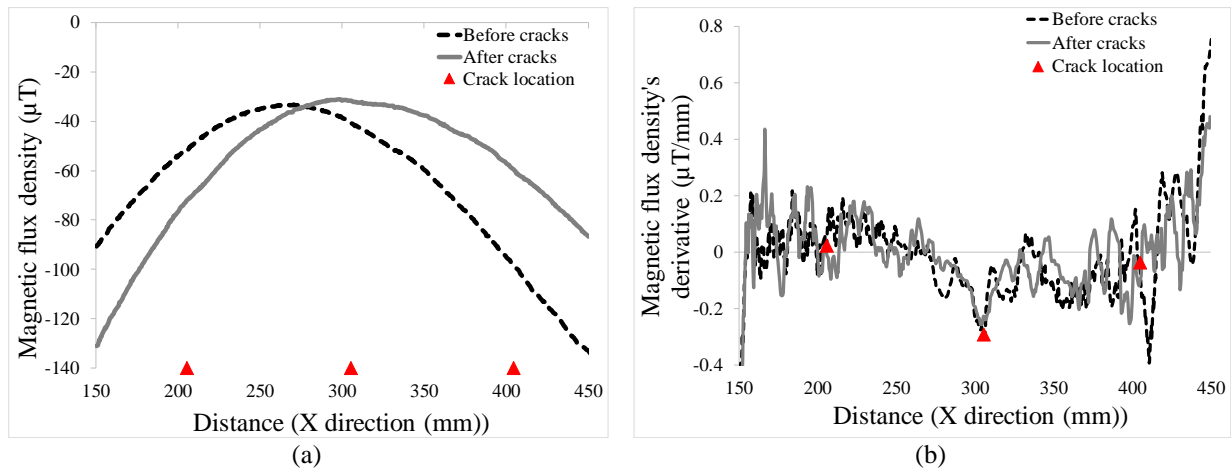 0
-20
-40
-60
-80
-100
-120
-140
150 200 250 300 350 400 450
Magnetic flux density (µT)
Distance (X direction (mm))
Before cracks
After cracks
Crack location
(a)
0.8
0.6
0.4
0.2
0
-0.2
-0.4
150 200 250 300 350 400 450
Magnetic flux density's
derivative (µT/mm)
Distance (X direction (mm))
Before cracks
After cracks
Crack location
(b)